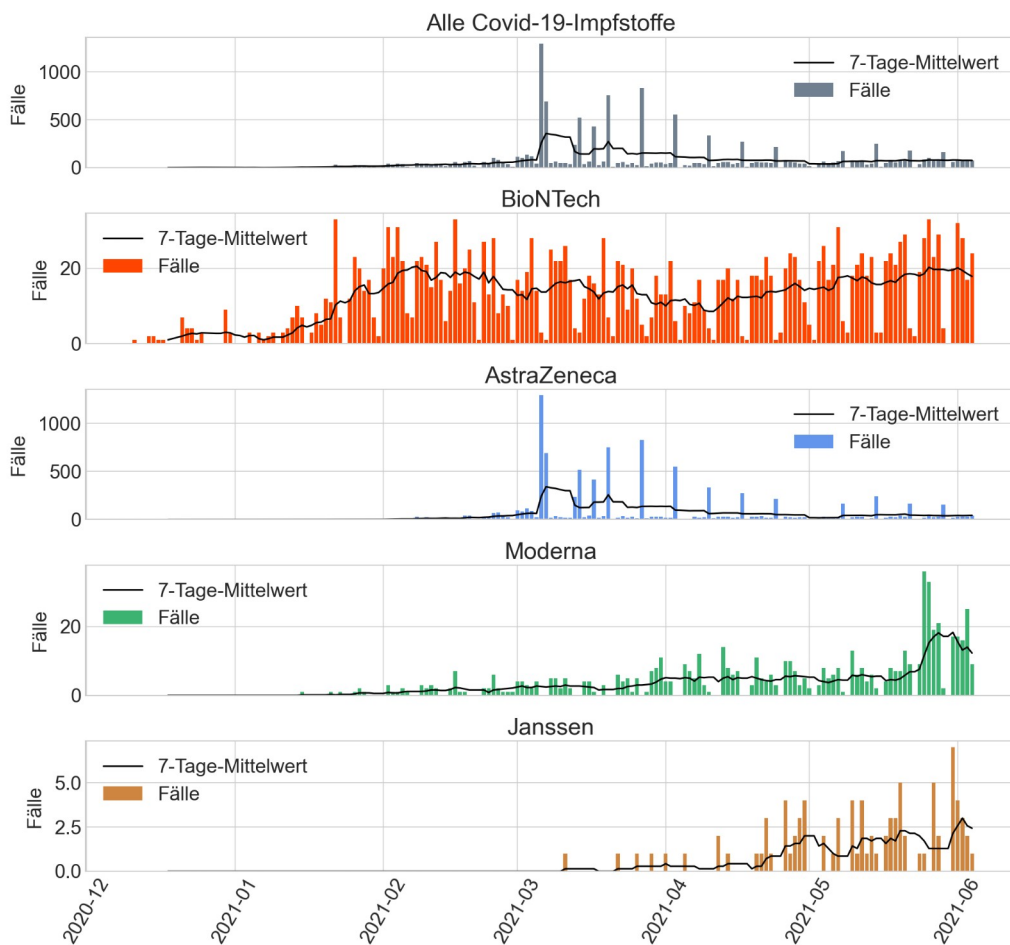 Alle Covid-19-Impfstoffe
Fälle
1000
500
0
7-Tage-Mittelwert
Fälle
BioNTech
Fälle
20
0
7-Tage-Mittelwert
Fälle
AstraZeneca
Fälle
1000
500
0
7-Tage-Mittelwert
Fälle
Moderna
Fälle
20
0
7-Tage-Mittelwert
Fälle
Janssen
Fälle
5.0
2.5
0.0
7-Tage-Mittelwert
Fälle
2020-12
2021-01
2021-02
2021-03
2021-04
2021-05
2021-06